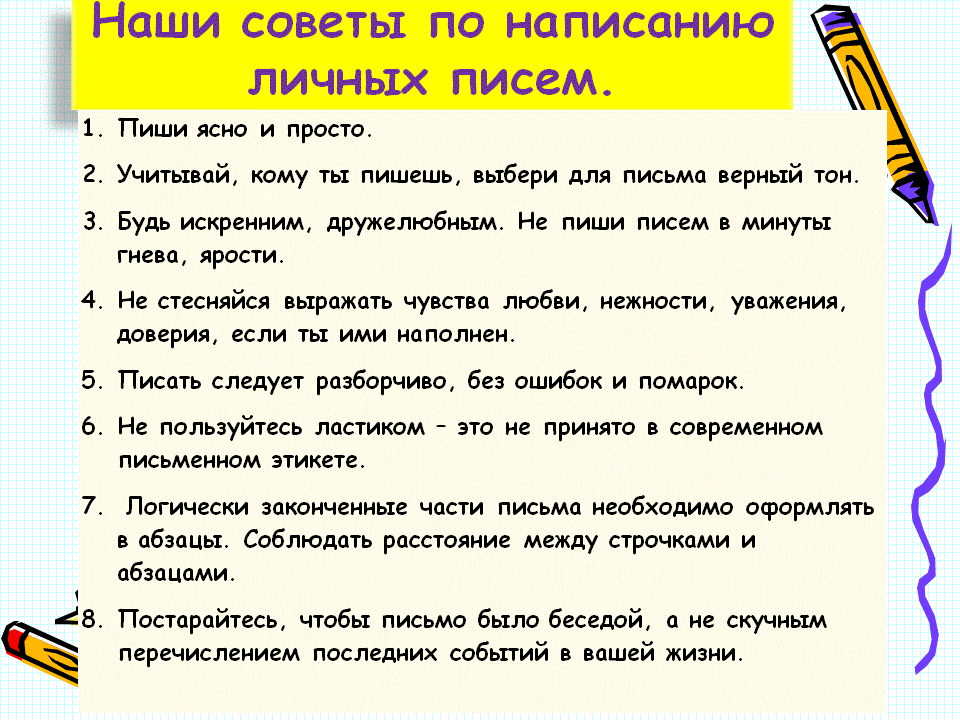 Наши советы по написанию
личных писем.
1. Пиши ясно и просто.
2. Учитывай, кому ты пишешь, выбери для письма верный тон.
3. Будь искренним, дружелюбным. Не пиши писем в минуты
гнева, ярости.
4. Не стесняйся выражать чувства любви, нежности, уважения,
доверия, если ты ими наполнен.
5. Писать следует разборчиво, без ошибок и помарок.
6. Не пользуйтесь ластиком – это не принято в современном
письменном этикете.
7. Логически законченные части письма необходимо оформлять
в абзацы. Соблюдать расстояние между строчками и
абзацами.
8. Постарайтесь, чтобы письмо было беседой, а не скучным
перечислением последних событий в вашей жизни.